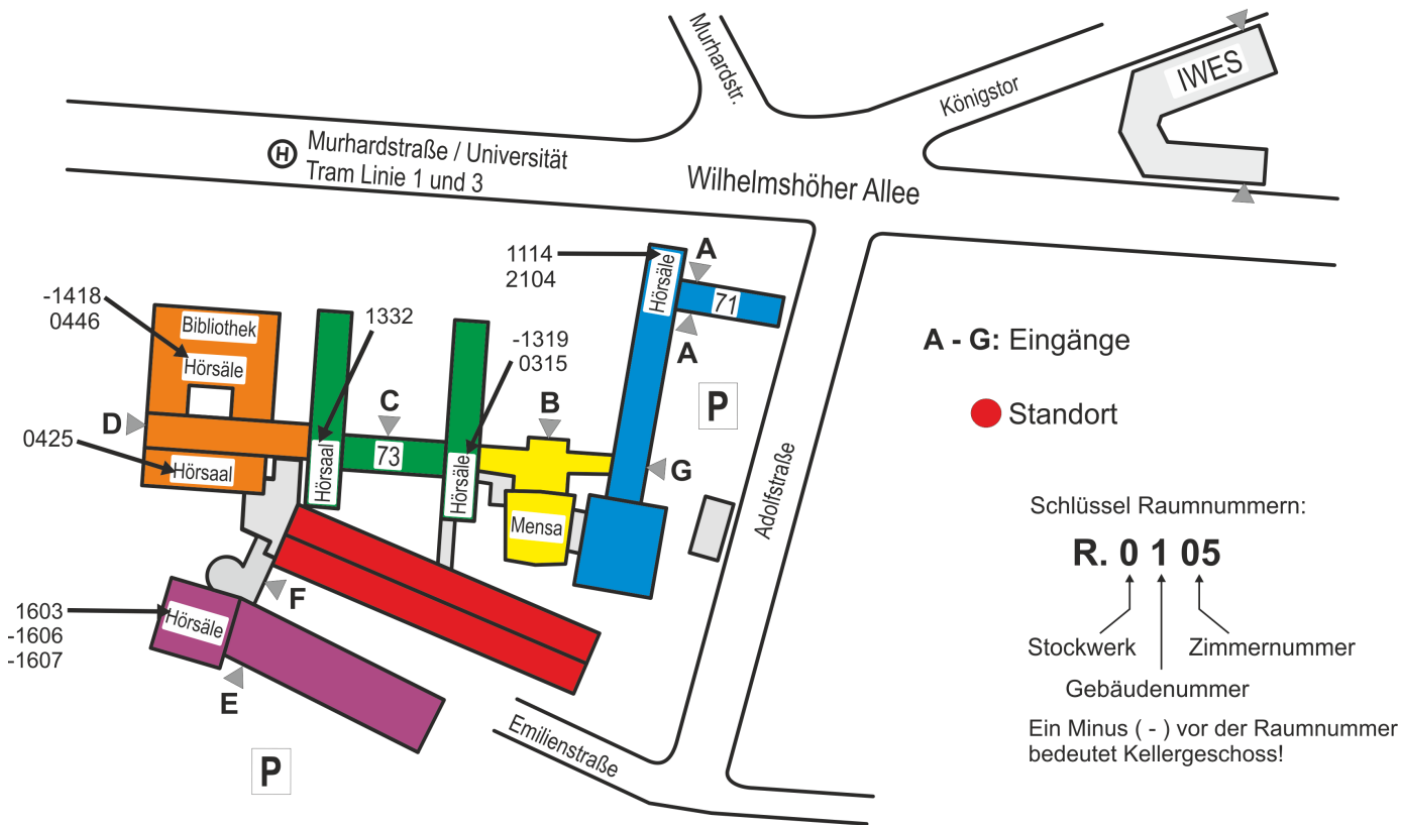 Murhardstr.
Königstor
IWES
H
Murhardstraße / Universität
Tram Linie 1 und 3
Wilhelmshöher Allee
1114
2104
A
Hörsäle
71
A
-1418
0446
Bibliothek
Hörsäle
1332
-1319
0315
A - G: Eingänge
C
B
P
D
Standort
0425
Hörsaal
Hörsaal
73
Hörsäle
G
Mensa
Adolfstraße
Schlüssel Raumnummern:
R. 0 1 05
F
1603
-1606
-1607
Hörsäle
Stockwerk
Zimmernummer
Gebäudenummer
E
Emilienstraße
Ein Minus ( - ) vor der Raumnummer
bedeutet Kellergeschoss!
P